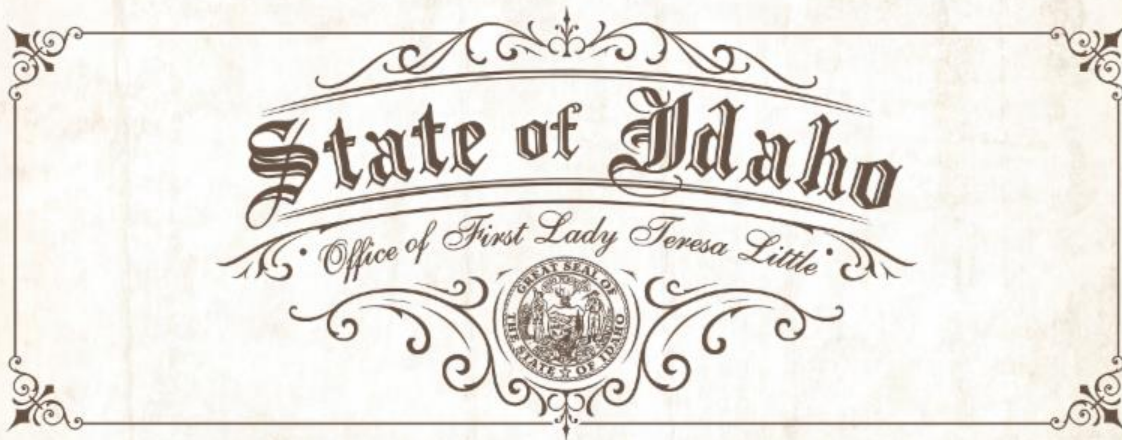 State of Idaho
• Office of First Lady Teresa Little •
GREAT SEAL OF
THE STATE ☆ OF IDAHO